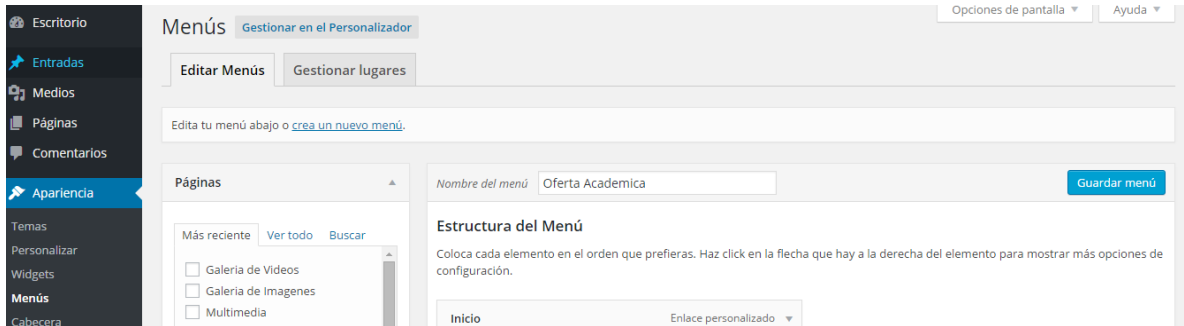 Escritorio
Entradas
Medios
Páginas
Comentarios
Apariencia
Temas
Personalizar
Widgets
Menús
Cabecera
Opciones de pantalla
Ayuda
Menús Gestionar en el Personalizador
Editar Menús Gestionar lugares
Edita tu menú abajo o crea un nuevo menú.
Páginas
Más reciente Ver todo Buscar
Galeria de Videos
Galeria de Imagenes
Multimedia
Nombre del menú Oferta Academica Guardar menú
Estructura del Menú
Coloca cada elemento en el orden que prefieras. Haz click en la flecha que hay a la derecha del elemento para mostrar más opciones de
configuración.
Inicio Enlace personalizado